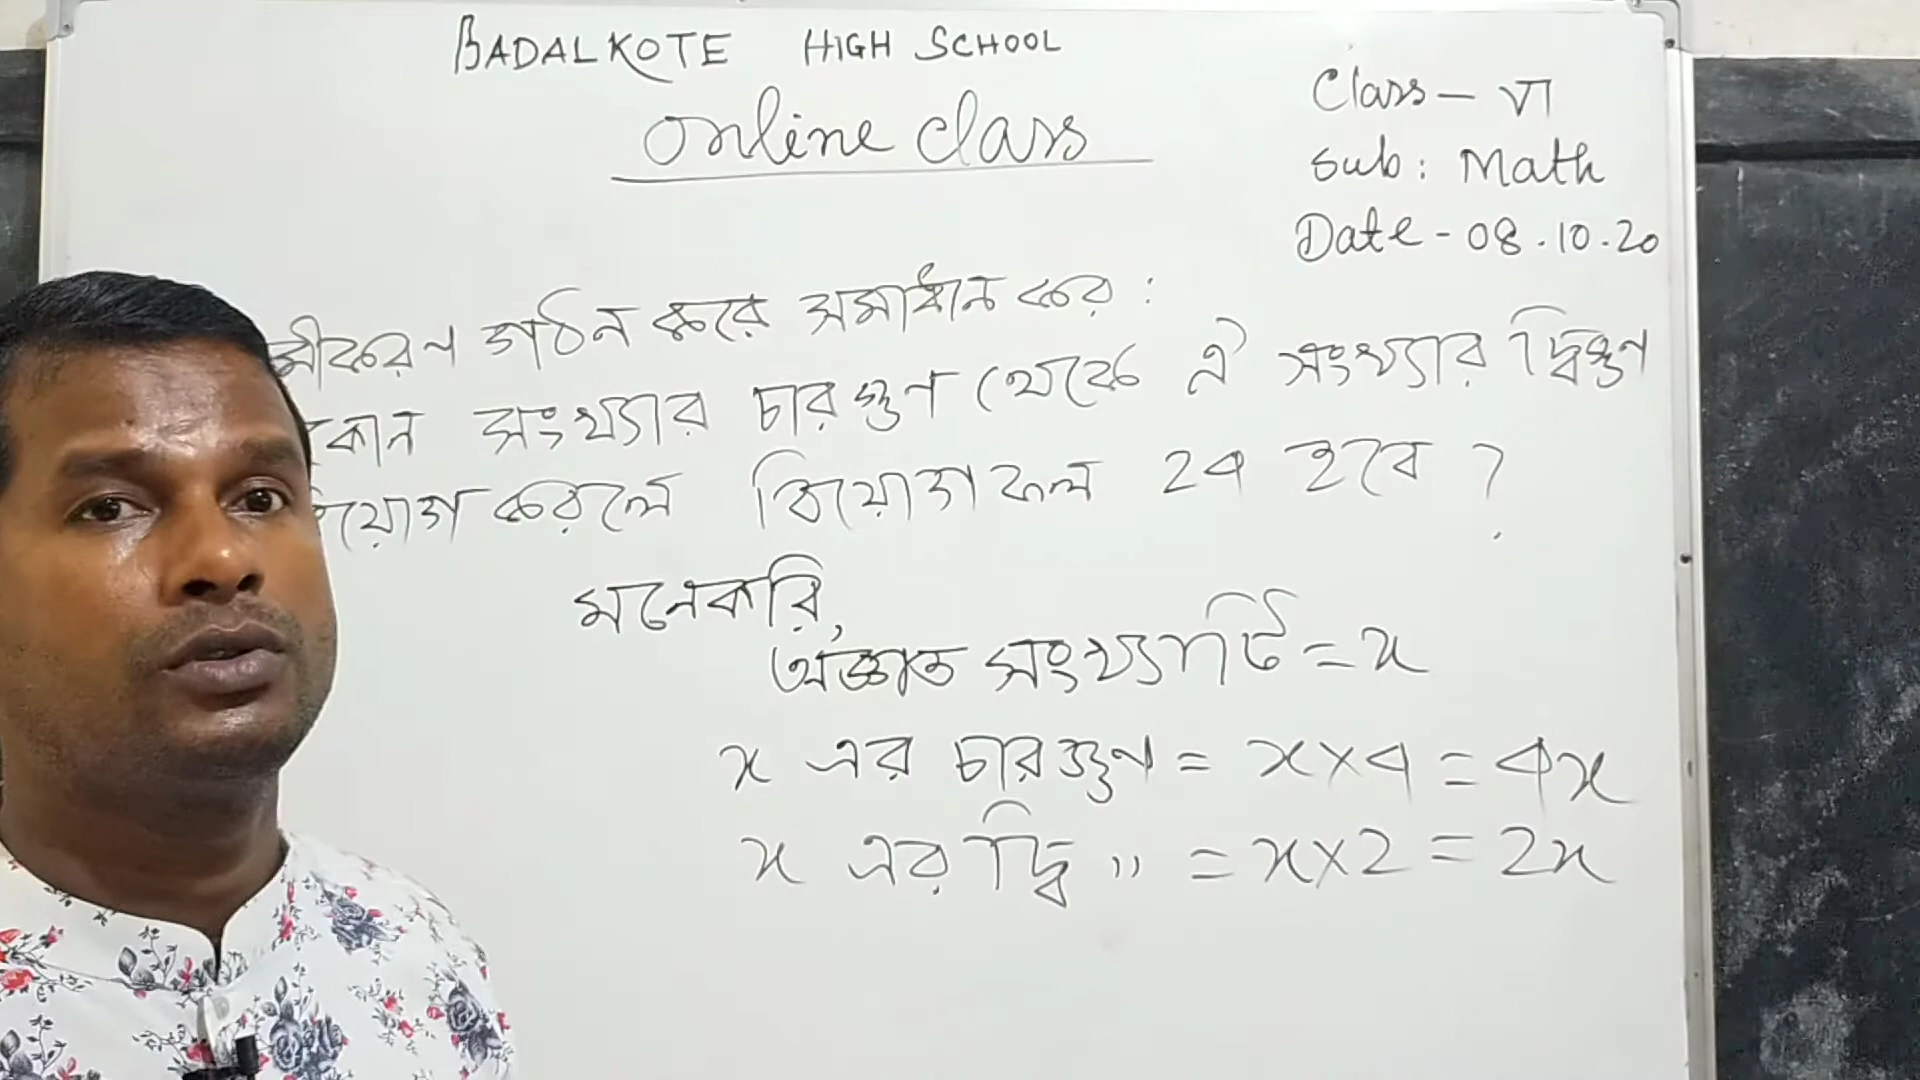 BADALKOTE HIGH SCHOOL
Online class
Class - VI
Sub: Math
Date - 08.10.20
মীকরণ গঠন করে সমাধান কর:
কোন সংখ্যার চারগুণ থেকে ঐ সংখ্যার দ্বিগুণ
য়োগ করলে বিয়োগফল 24 হবে?
মনেকরি,
অজ্ঞাত সংখ্যাটি = x
x এর চারগুণ = x×4 = 4x
x এর দ্বি " = x×2 = 2x